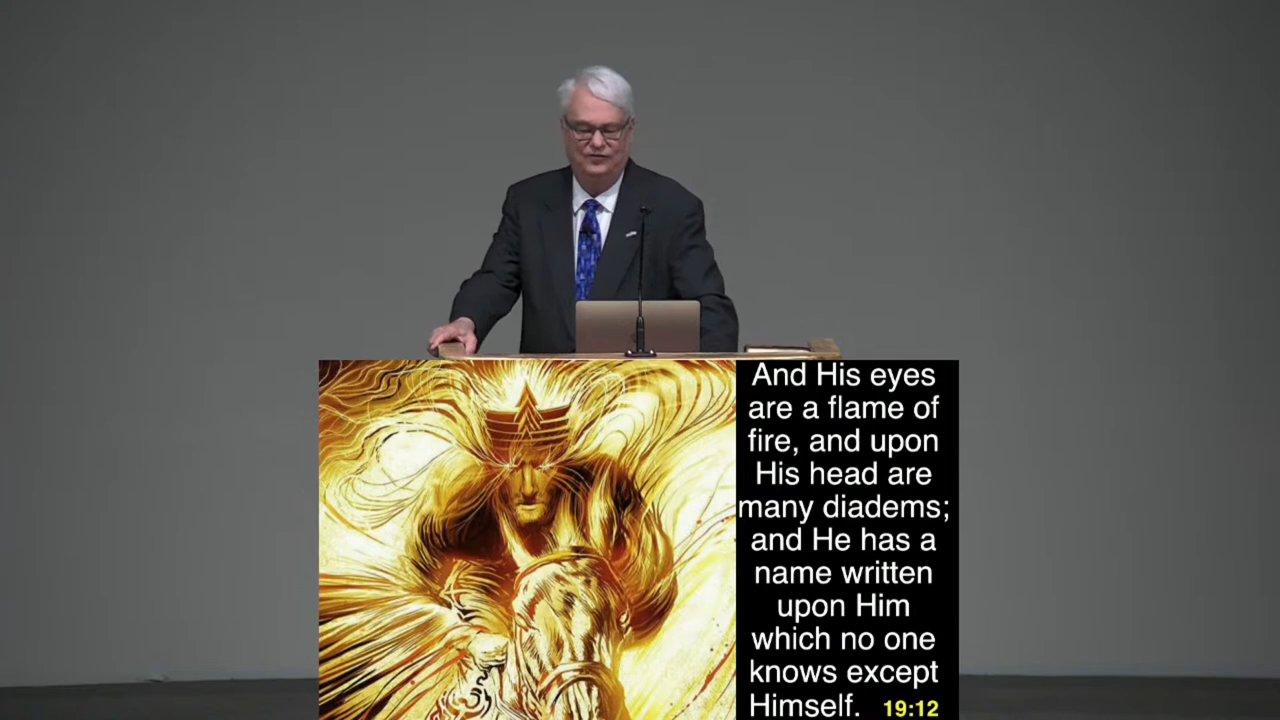 And His eyes
are a flame of
fire, and upon
His head are
many diadems;
and He has a
name written
upon Him
which no one
knows except
Himself. 19:12